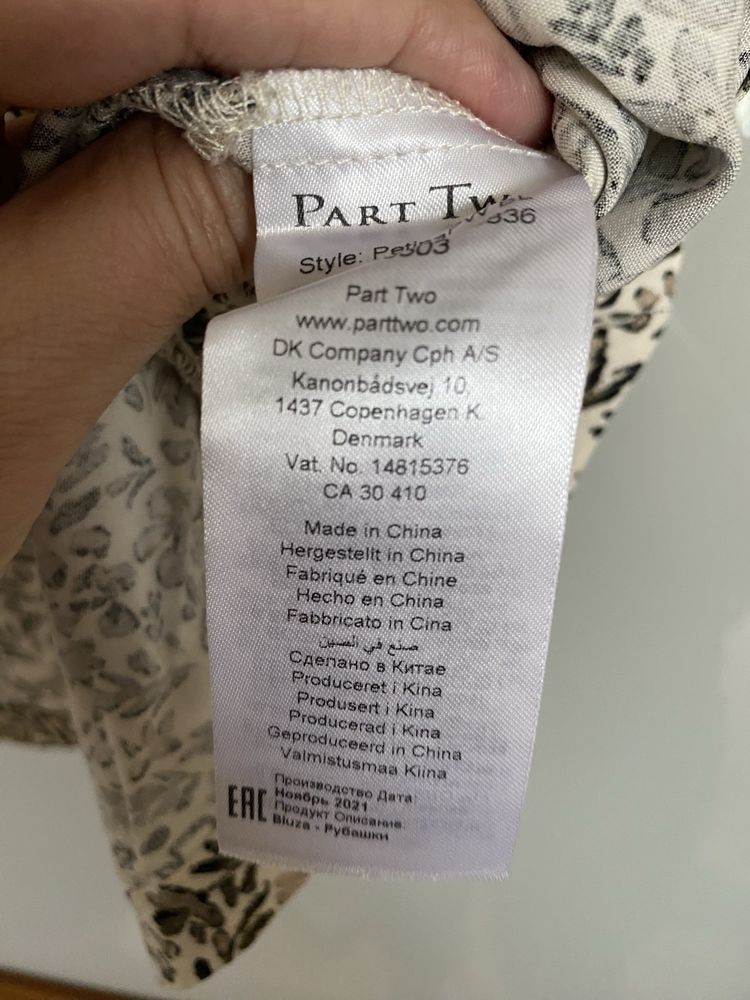 PART
Style:
Part Two
www.parttwo.com
DK Company Cph A/S
Kanonbådsvej 10,
1437 Copenhagen K.
Denmark
Vat. No. 14815376
CA 30 410
Made in China
Hergestellt in China
Fabriqué en Chine
Hecho en China
Fabbricato in Cina
صنع في الصين
Сделано в Китае
Produceret i Kina
Produsert i Kina
Producerad i Kina
Geproduceerd in China
Valmistusmaa Kiina
EAC
Производство Дата:
Ноябрь 2021
Продукт Описание:
Bluza - Рубашки